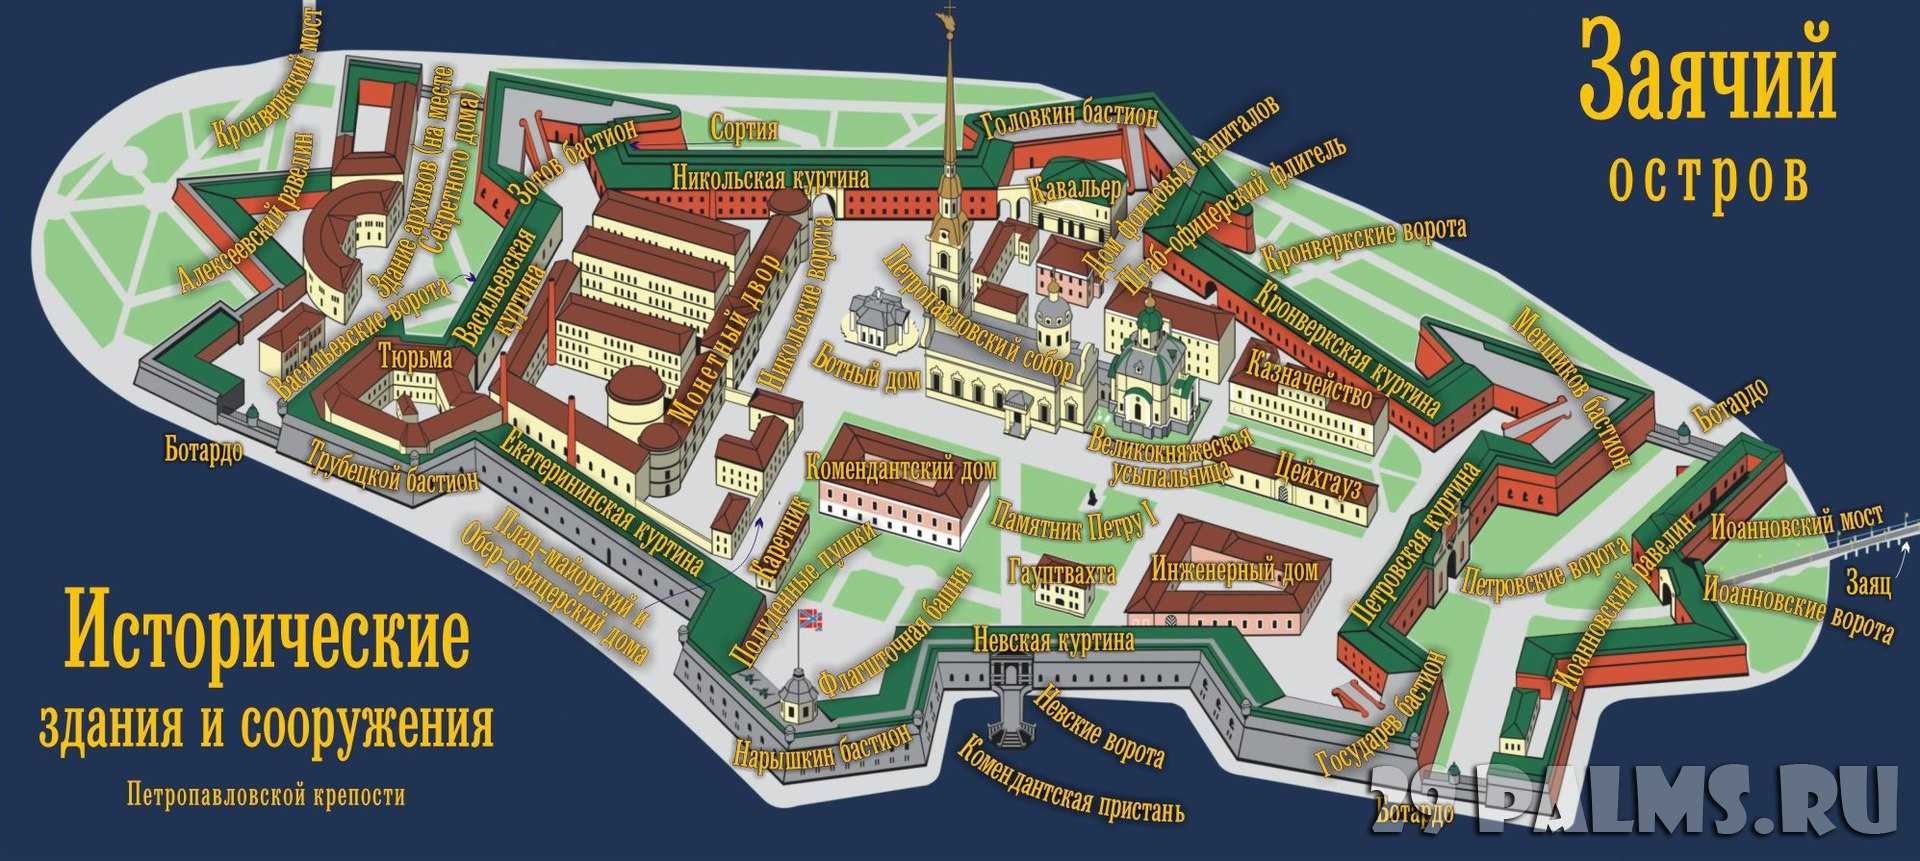 Заячий
остров
Кронверкский мост
Здание архивов (на месте
Секретного дома)
Алексеевский равелин
Зотов бастион
Сортия
Никольская куртина
Головкин бастион
Кавальер
Дом фондовых капиталов
Штаб-офицерский флигель
Кронверкские ворота
Васильевские ворота
Васильевская
куртина
Тюрьма
Монетный двор
Никольские ворота
Ботный дом
Петропавловский собор
Кронверкская куртина
Меншиков бастион
Казначейство
Ботардо
Ботардо
Трубецкой бастион
Екатерининская куртина
Комендантский дом
Великокняжеская
усыпальница
Цейхгауз
Памятник Петру I
Петровская куртина
Иоанновский мост
Заяц
Иоанновские ворота
Петровские ворота
Иоанновский равелин
Плац-майорский и
Обер-офицерский дома
Каретник
Полуденные пушки
Флагшточная башня
Гауптвахта
Инженерный дом
Невская куртина
Нарышкин бастион
Невские ворота
Комендантская пристань
Государев бастион
Ботардо
Исторические
здания и сооружения
Петропавловской крепости
29 PALMS.RU